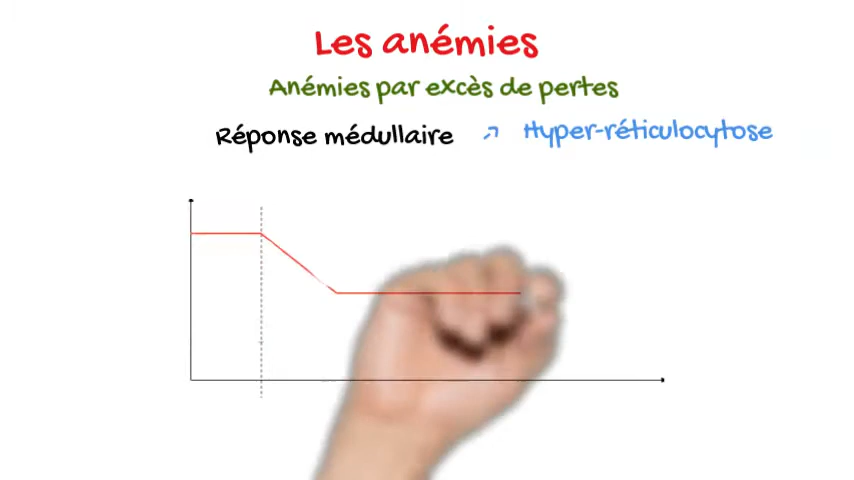 Les anémies
Anémies par excès de pertes
Réponse médullaire ↗ Hyper-réticulocytose